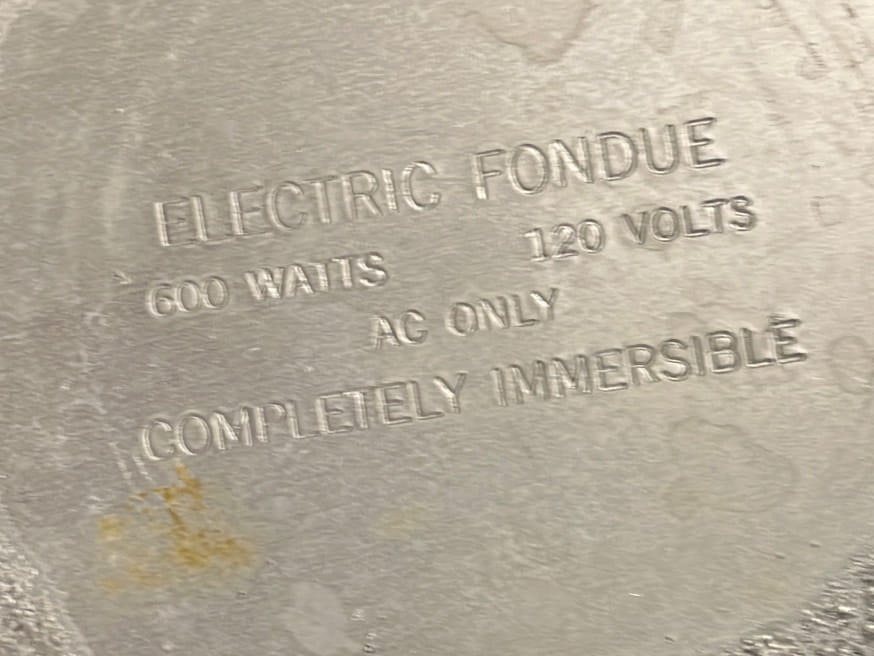 ELECTRIC FONDUE
600 WATTS 120 VOLTS
AC ONLY
COMPLETELY IMMERSIBLE